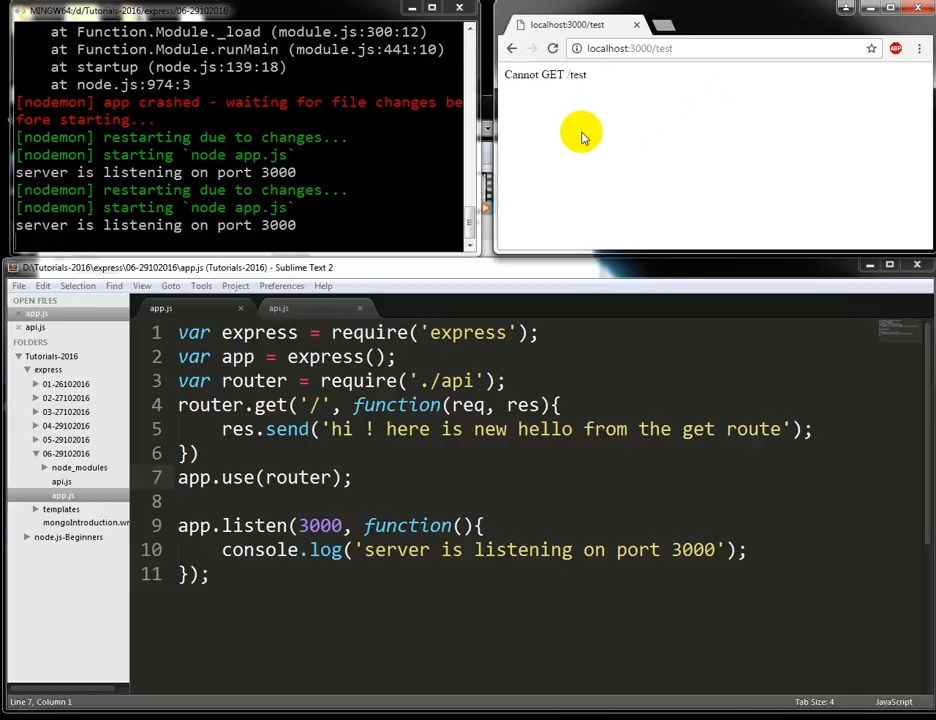 MINGW64:/d/Tutorials-2016/express/06-29102016
at Function.Module._load (module.js:300:12)
at Function.Module.runMain (module.js:441:10)
at startup (node.js:139:18)
at node.js:974:3
[nodemon] app crashed - waiting for file changes be
fore starting...
[nodemon] restarting due to changes...
[nodemon] starting `node app.js`
server is listening on port 3000
[nodemon] restarting due to changes...
[nodemon] starting `node app.js`
server is listening on port 3000
localhost:3000/test
localhost:3000/test
ABP
Cannot GET /test
D:\Tutorials-2016\express\06-29102016\app.js (Tutorials-2016) - Sublime Text 2
File Edit Selection Find View Goto Tools Project Preferences Help
OPEN FILES
app.js
api.js
FOLDERS
Tutorials-2016
express
01-26102016
02-27102016
03-27102016
04-29102016
05-29102016
06-29102016
node_modules
api.js
app.js
templates
mongoIntroduction.wr
node.js-Beginners
app.js
api.js
1 var express = require('express');
2 var app = express();
3 var router = require('./api');
4 router.get('/', function(req, res){
5 res.send('hi ! here is new hello from the get route');
6 })
7 app.use(router);
8
9 app.listen(3000, function(){
10 console.log('server is listening on port 3000');
11 });
Line 7, Column 1
Tab Size: 4
JavaScript